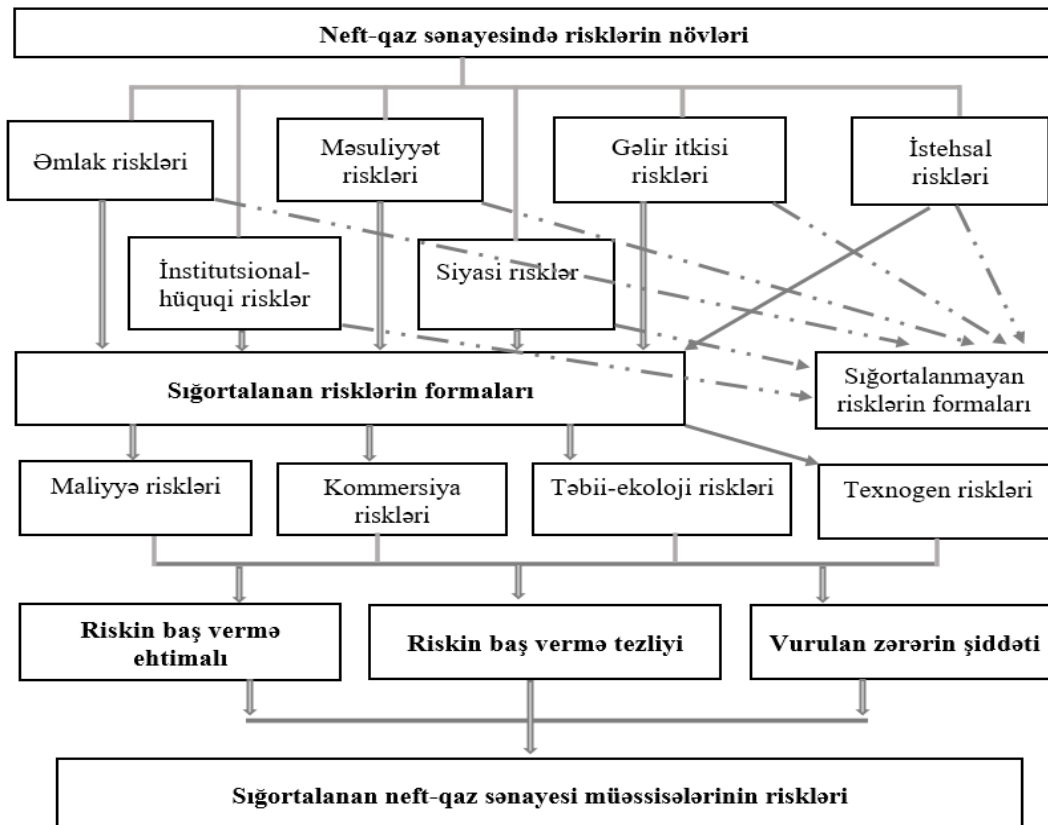 Neft-qaz sənayesində risklərin növləri
Əmlak riskləri
Məsuliyyət
riskləri
Gəlir itkisi
riskləri
İstehsal
riskləri
İnstitutsional-
hüquqi risklər
Siyasi risklər
Sığortalanan risklərin formaları
Sığortalanmayan
risklərin formaları
Maliyyə riskləri
Kommersiya
riskləri
Təbii-ekoloji riskləri
Texnogen riskləri
Riskin baş vermə
ehtimalı
Riskin baş vermə tezliyi
Vurulan zərərin şiddəti
Sığortalanan neft-qaz sənayesi müəssisələrinin riskləri